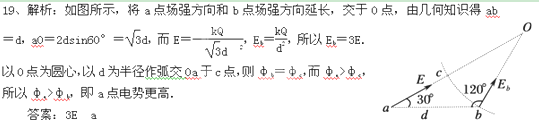 19、解析：如图所示，将 a 点场强方向和 b 点场强方向延长，交于 O 点，由几何知识得 ab
=d，aO=2dsin60°=√3d，而 E=kQ/√3d²，E_b=kQ/d²，所以E_b=3E.
以 O 点为圆心，以 d 为半径作弧交 Oa 于 c 点，则 φ_b=φ_c，而 φ_a>φ_c，
所以 φ_a>φ_b，即 a 点电势更高.
答案：3E a
O
E c
120° E_b
30°
a d b